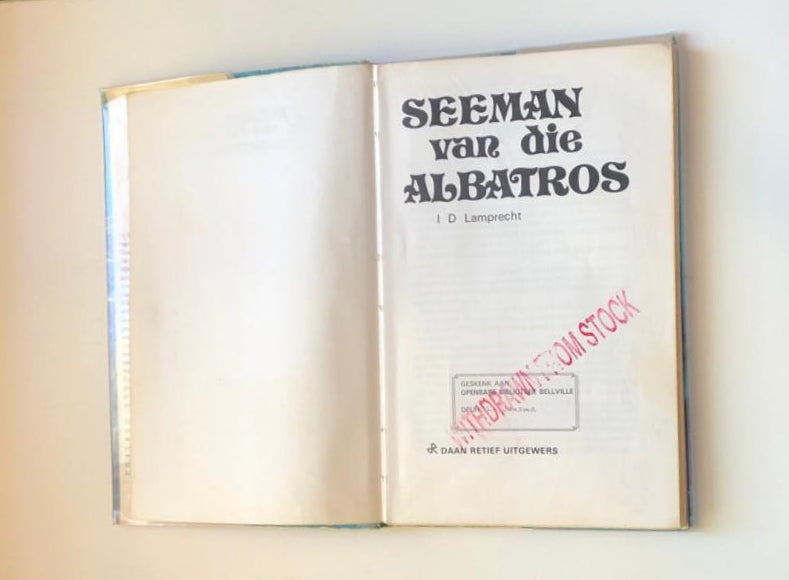 SEEMAN
van die
ALBATROS
I D Lamprecht
WITHDRAWN FROM STOCK
GESKENK AAN
OPENBARE BIBLIOTEEK BELLVILLE
DAAN RETIEF UITGEWERS